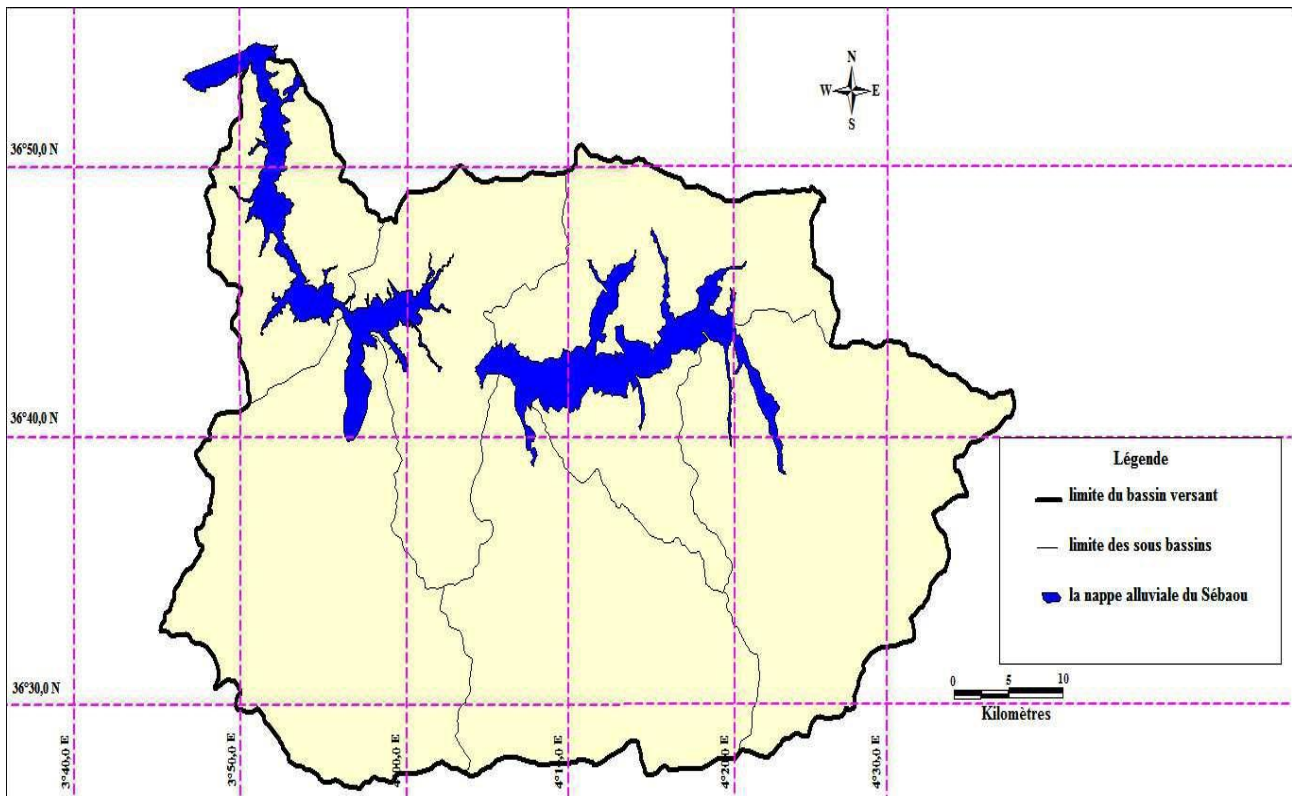 N
W E
S
36°50,0 N
36°40,0 N
36°30,0 N
Légende
limite du bassin versant
limite des sous bassins
la nappe alluviale du Sébaou
0 5 10
Kilomètres
3°40,0 E
3°50,0 E
4°00,0 E
4°10,0 E
4°20,0 E
4°30,0 E